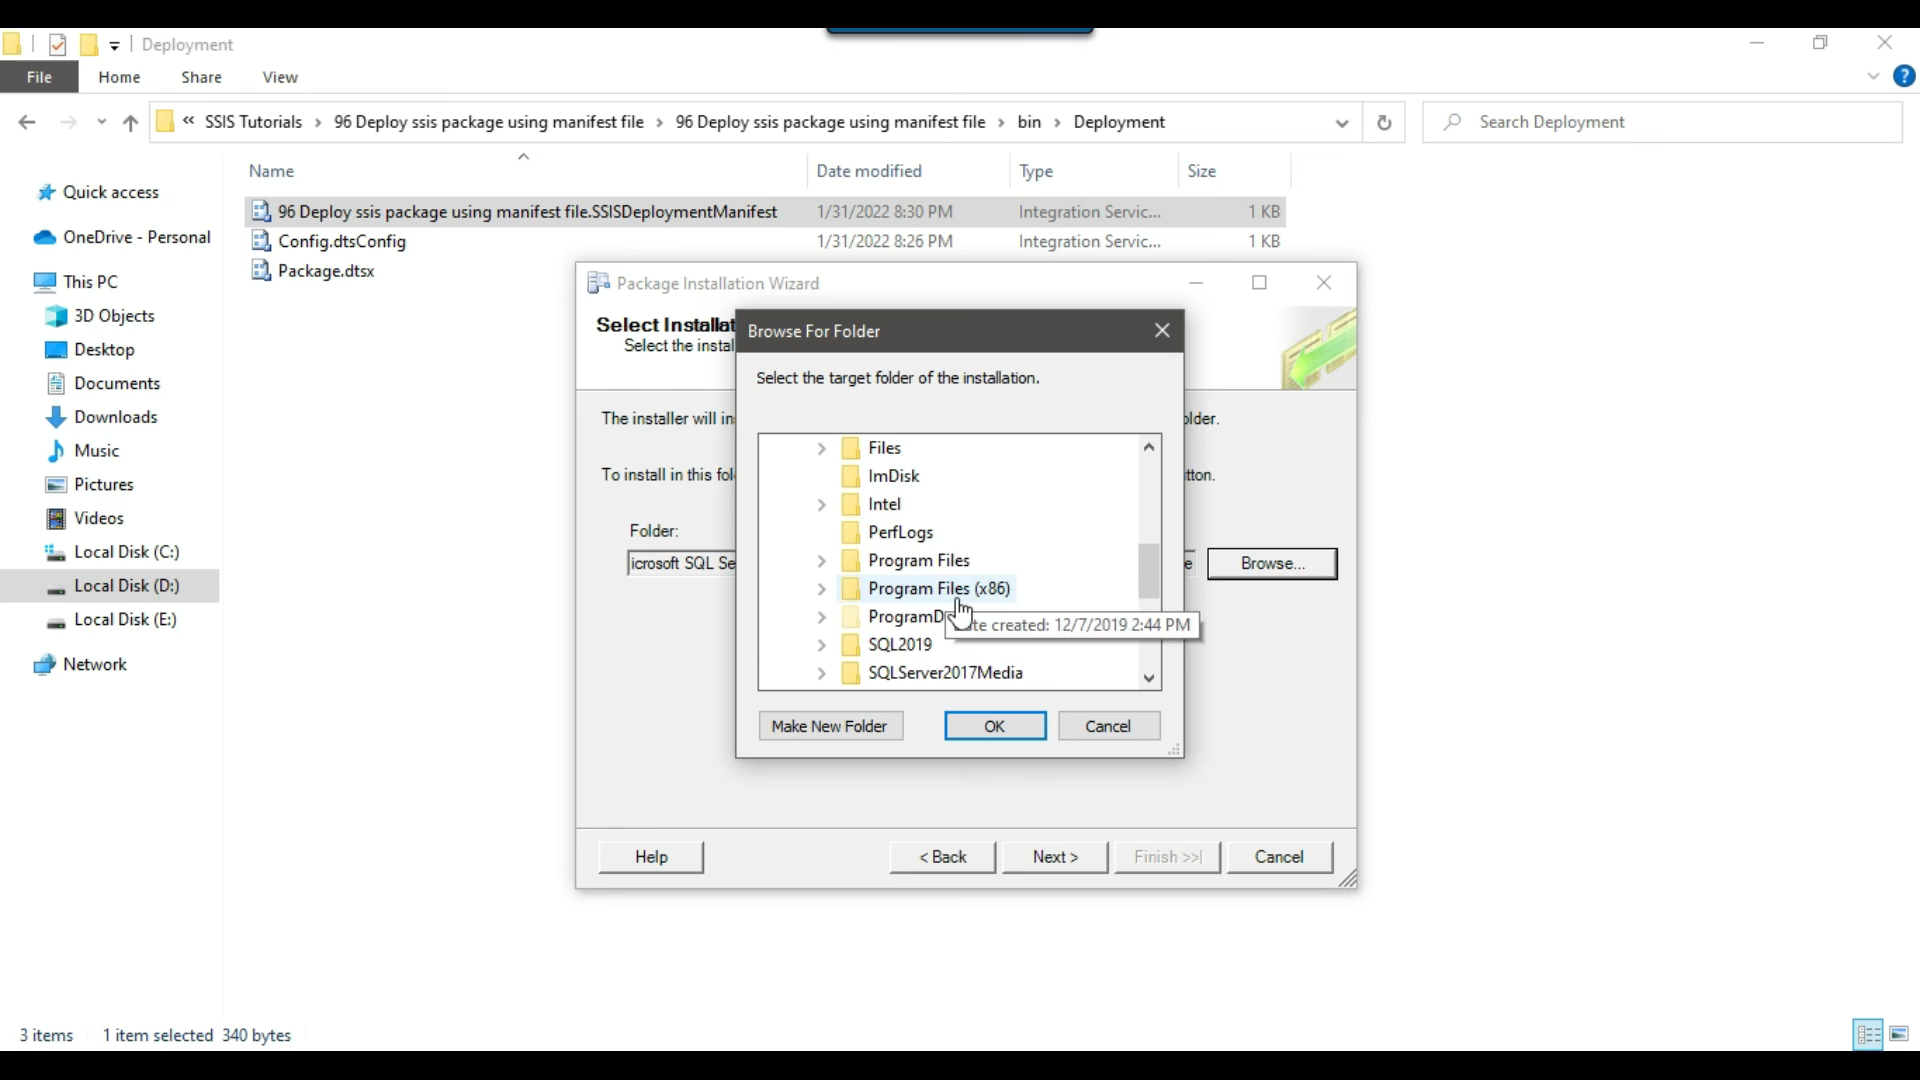 Deployment
File Home Share View
« SSIS Tutorials › 96 Deploy ssis package using manifest file › 96 Deploy ssis package using manifest file › bin › Deployment
Search Deployment
Name Date modified Type Size
96 Deploy ssis package using manifest file.SSISDeploymentManifest 1/31/2022 8:30 PM Integration Servic... 1 KB
Config.dtsConfig 1/31/2022 8:26 PM Integration Servic... 1 KB
Package.dtsx
Quick access
OneDrive - Personal
This PC
3D Objects
Desktop
Documents
Downloads
Music
Pictures
Videos
Local Disk (C:)
Local Disk (D:)
Local Disk (E:)
Network
Package Installation Wizard
Select Installat
Select the instal
The installer will in
older.
To install in this fol
tton.
Folder:
icrosoft SQL Se
e
Browse...
Browse For Folder
Select the target folder of the installation.
Files
ImDisk
Intel
PerfLogs
Program Files
Program Files (x86)
ProgramD
te created: 12/7/2019 2:44 PM
SQL2019
SQLServer2017Media
Make New Folder OK Cancel
Help < Back Next > Finish >>| Cancel
3 items 1 item selected 340 bytes